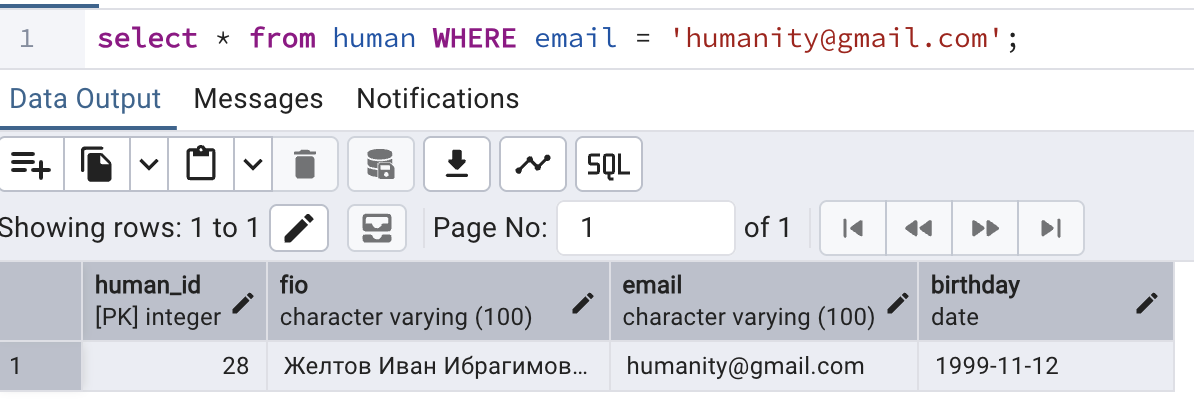 1 select * from human WHERE email = 'humanity@gmail.com';
Data Output Messages Notifications
SQL
Showing rows: 1 to 1 Page No: 1 of 1
human_id fio email birthday
[PK] integer character varying (100) character varying (100) date
1 28 Желтов Иван Ибрагимов... humanity@gmail.com 1999-11-12